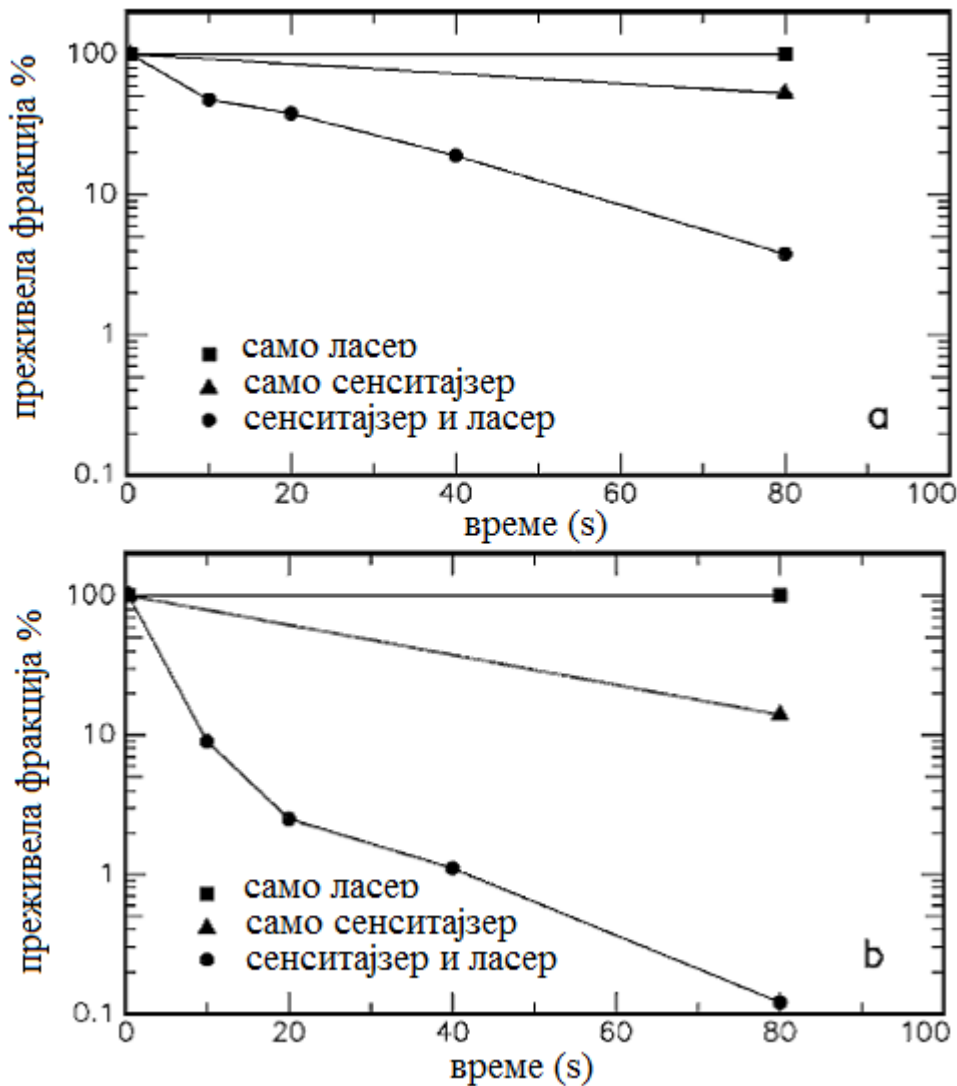 преживела фракција %
100
10
1
0.1
само ласер
само сенситајзер
сенситајзер и ласер
a
0 20 40 60 80 100
време (s)
преживела фракција %
100
10
1
0.1
само ласер
само сенситајзер
сенситајзер и ласер
b
0 20 40 60 80 100
време (s)